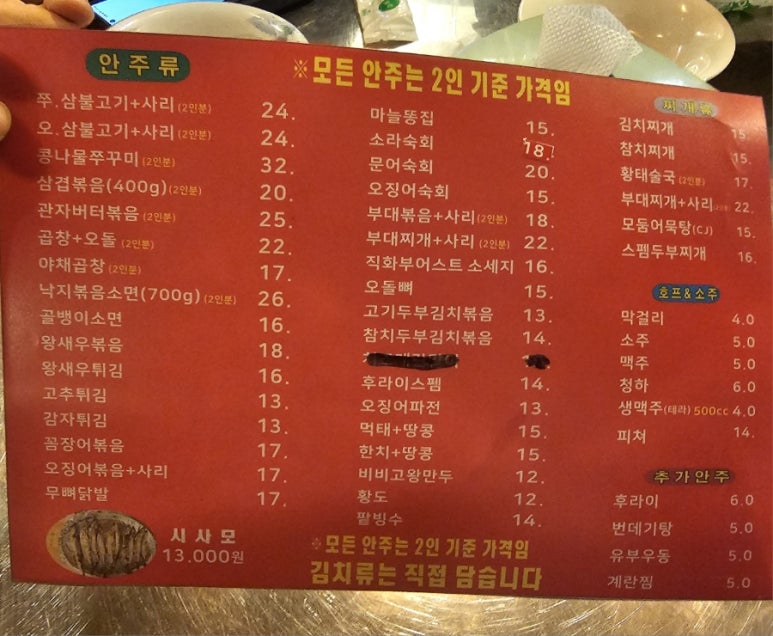 안주류
쭈.삼불고기+사리(2인분) 24.
오.삼불고기+사리(2인분) 24.
콩나물쭈꾸미(2인분) 32.
삼겹볶음(400g)(2인분) 20.
관자버터볶음(2인분) 25.
곱창+오돌(2인분) 22.
야채곱창(2인분) 17.
낙지볶음소면(700g)(2인분) 26.
골뱅이소면 16.
왕새우볶음 18.
왕새우튀김 16.
고추튀김 13.
감자튀김 13.
꼼장어볶음 17.
오징어볶음+사리 17.
무뼈닭발 17.
시사모
13.000원
※모든 안주는 2인 기준 가격임
마늘똥집 15.
소라숙회 18.
문어숙회 20.
오징어숙회 15.
부대볶음+사리(2인분) 18.
부대찌개+사리(2인분) 22.
직화부어스트 소세지 16.
오돌뼈 15.
고기두부김치볶음 13.
참치두부김치볶음 14.
후라이스펨 14.
오징어파전 13.
먹태+땅콩 15.
한치+땅콩 15.
비비고왕만두 12.
황도 12.
팥빙수 14.
※모든 안주는 2인 기준 가격임
김치류는 직접 담습니다
찌개류
김치찌개 15.
참치찌개 15.
황태술국(2인분) 17.
부대찌개+사리 22.
모둠어묵탕(CJ) 15.
스펨두부찌개 16.
호프&소주
막걸리 4.0
소주 5.0
맥주 5.0
청하 6.0
생맥주(테라) 500cc 4.0
피쳐 14.
추가안주
후라이 6.0
번데기탕 5.0
유부우동 5.0
계란찜 5.0